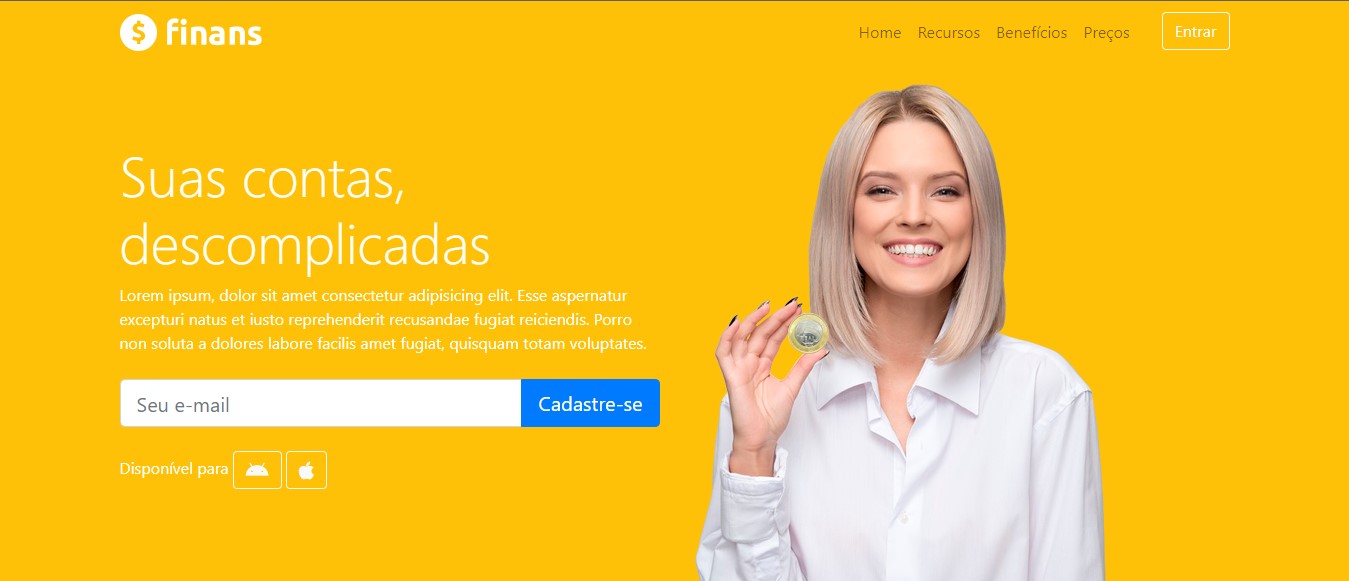 finans
Home Recursos Benefícios Preços Entrar
Suas contas,
descomplicadas
Lorem ipsum, dolor sit amet consectetur adipisicing elit. Esse aspernatur
excepturi natus et iusto reprehenderit recusandae fugiat reiciendis. Porro
non soluta a dolores labore facilis amet fugiat, quisquam totam voluptates.
Seu e-mail Cadastre-se
Disponível para